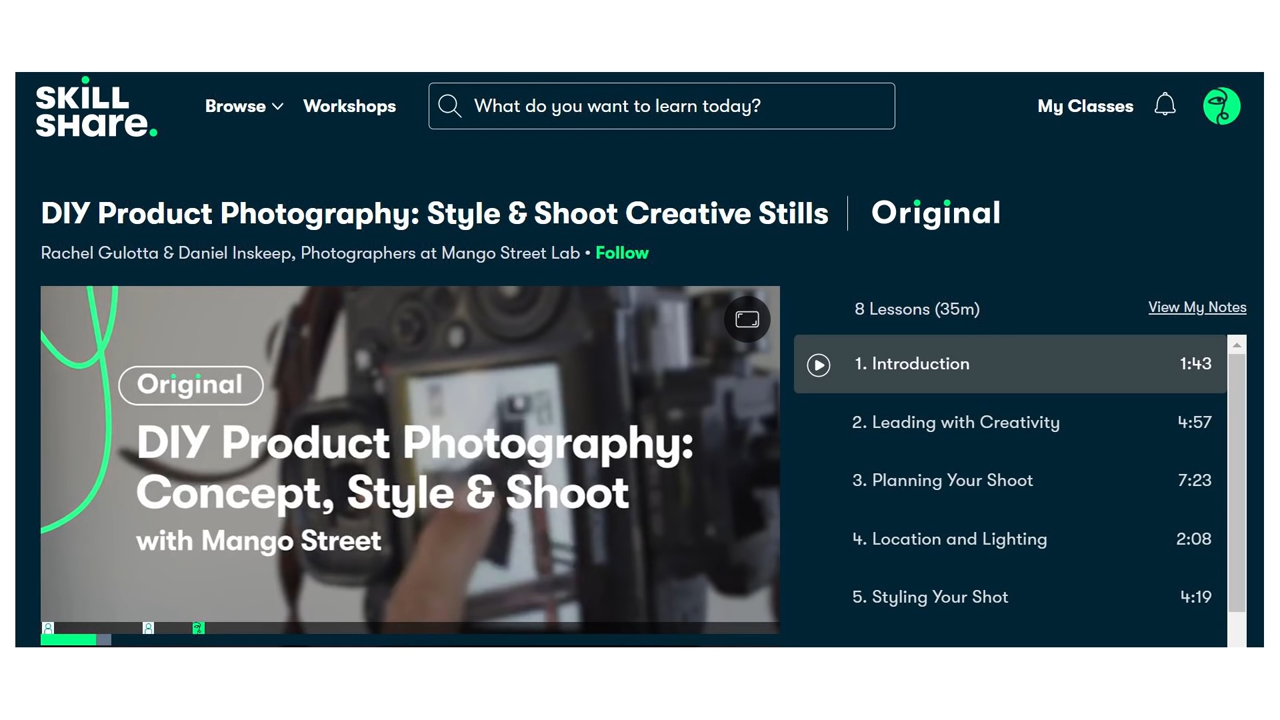 SKILL
SHare.
Browse
Workshops
What do you want to learn today?
My Classes
DIY Product Photography: Style & Shoot Creative Stills
Original
Rachel Gulotta & Daniel Inskeep, Photographers at Mango Street Lab • Follow
Original
DIY Product Photography:
Concept, Style & Shoot
with Mango Street
8 Lessons (35m)
View My Notes
1. Introduction 1:43
2. Leading with Creativity 4:57
3. Planning Your Shoot 7:23
4. Location and Lighting 2:08
5. Styling Your Shot 4:19